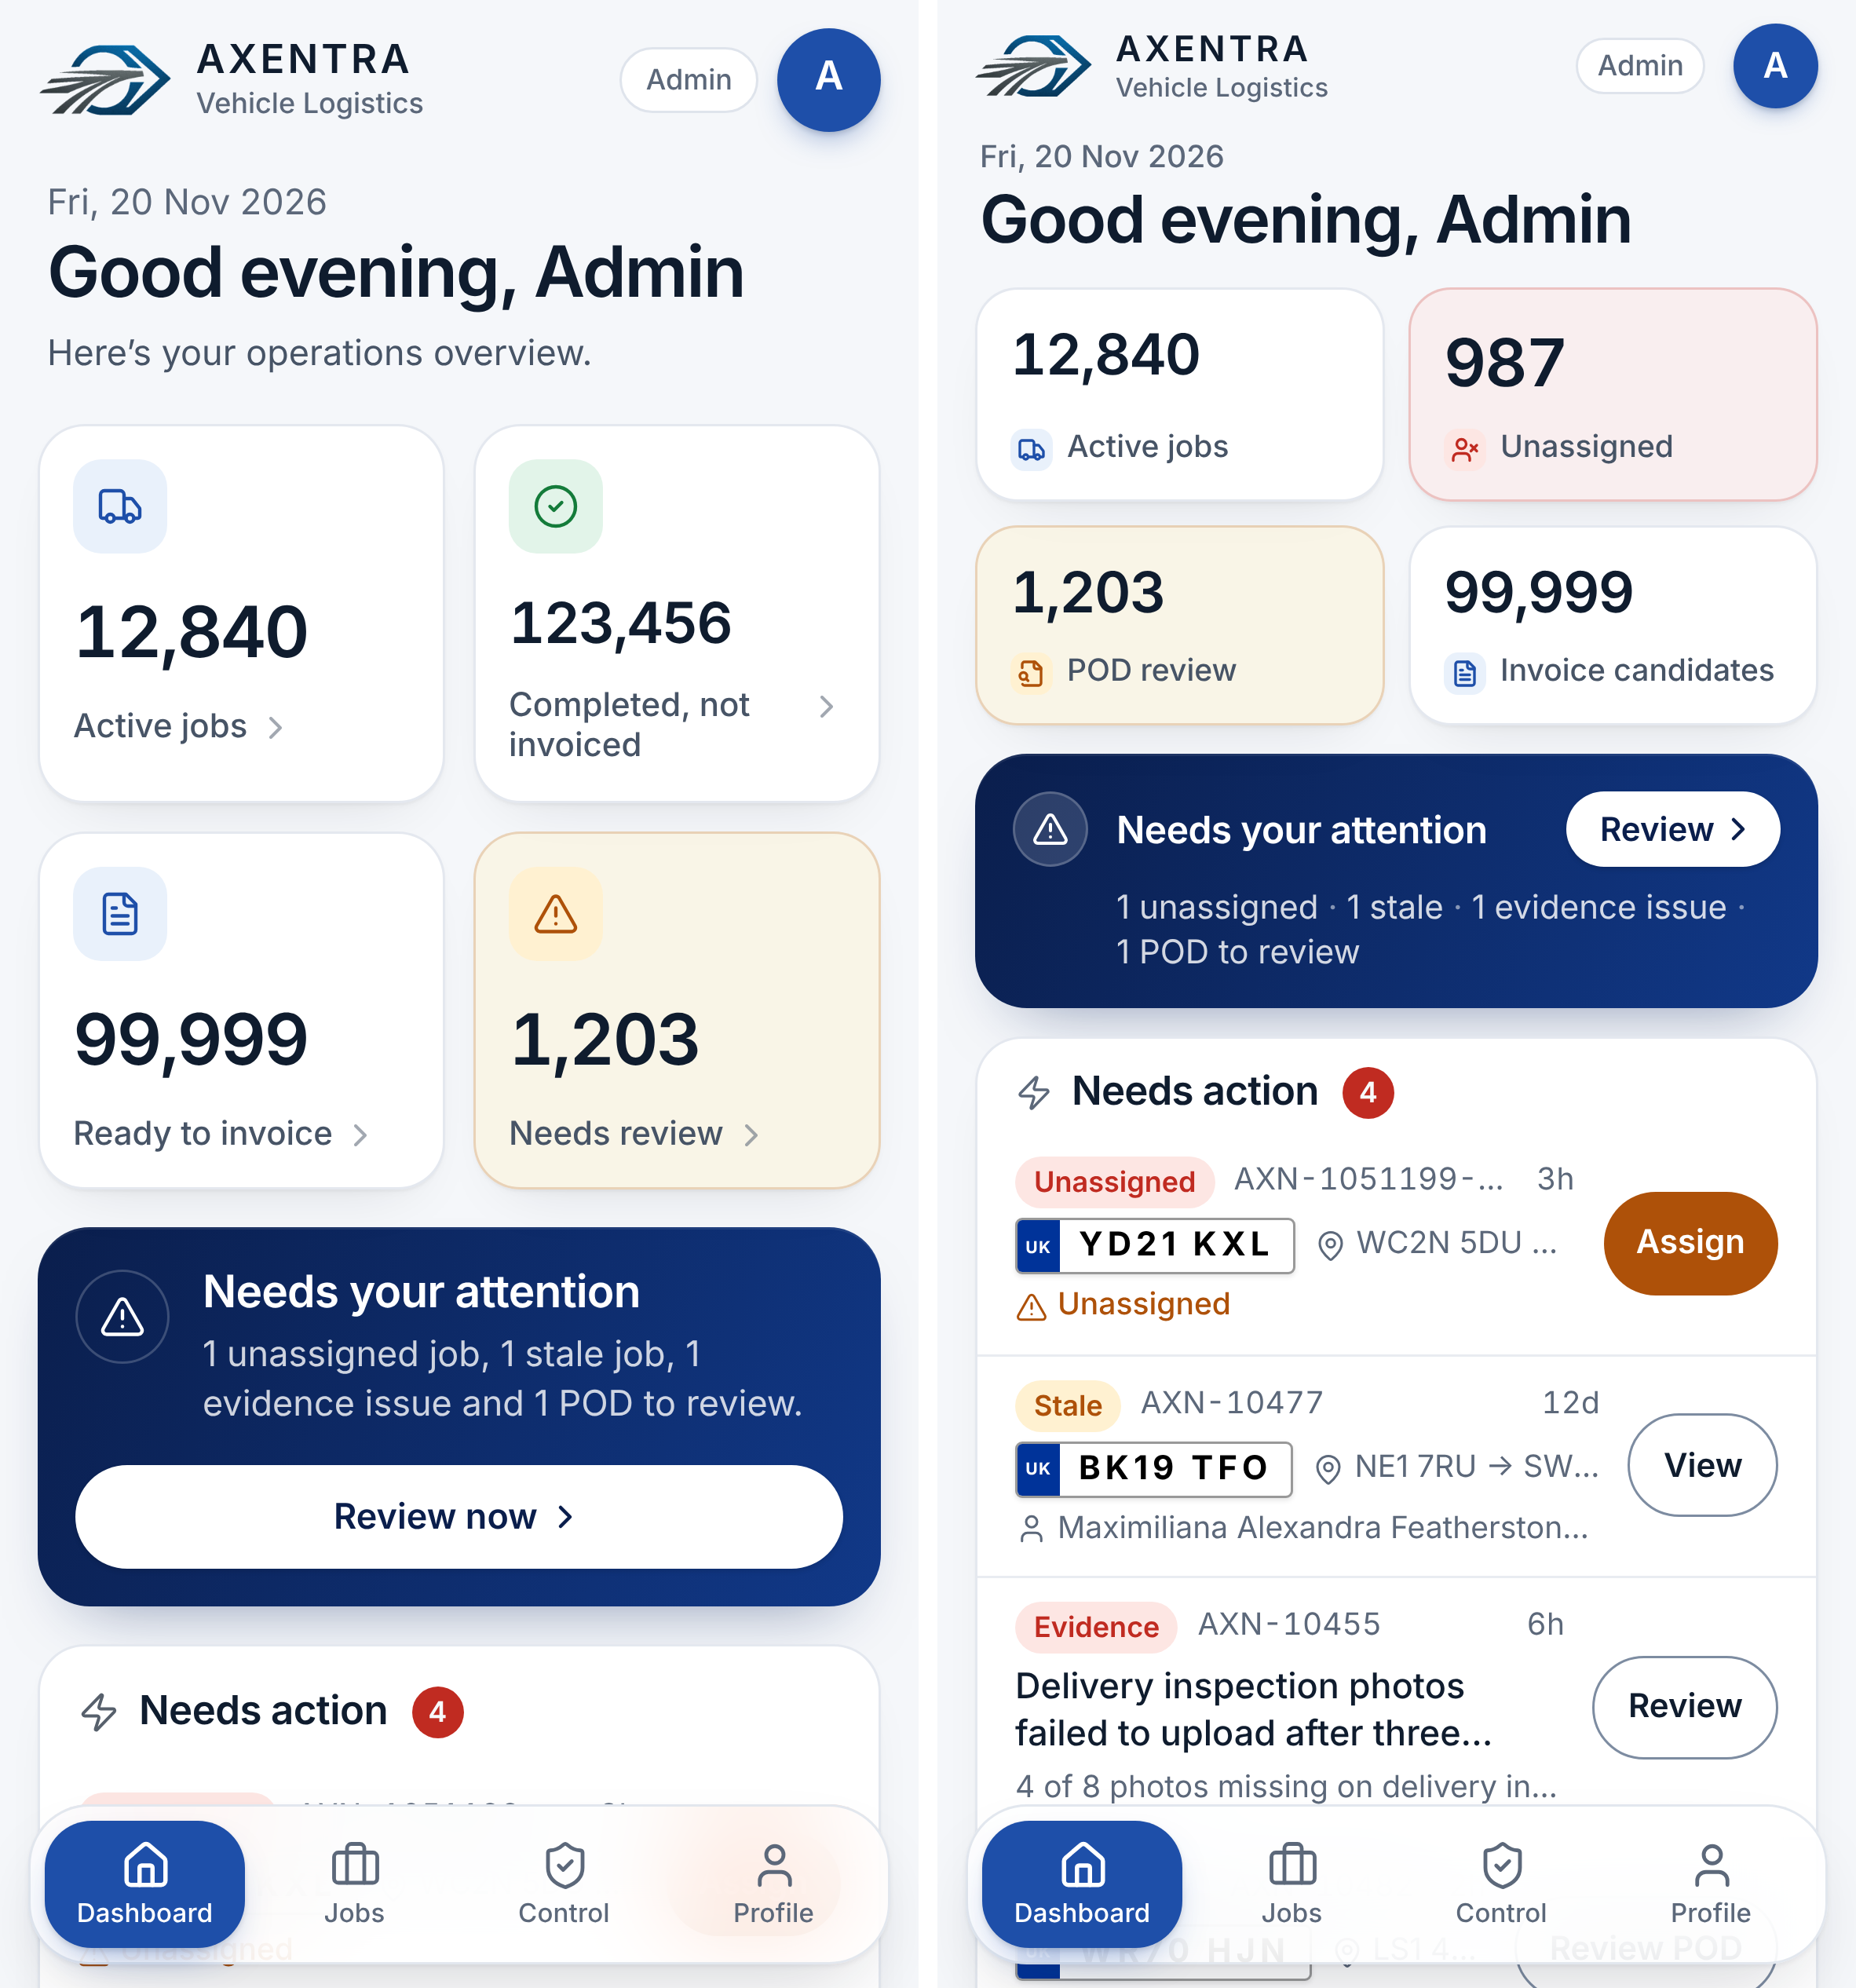 AXENTRA
Vehicle Logistics
Admin
A
Fri, 20 Nov 2026
Good evening, Admin
Here's your operations overview.
12,840
Active jobs
123,456
Completed, not
invoiced
99,999
Ready to invoice
1,203
Needs review
Needs your attention
1 unassigned job, 1 stale job, 1
evidence issue and 1 POD to review.
Review now
Needs action
4
Unassigned
Dashboard
Jobs
Control
Profile
AXENTRA
Vehicle Logistics
Admin
A
Fri, 20 Nov 2026
Good evening, Admin
12,840
Active jobs
987
Unassigned
1,203
POD review
99,999
Invoice candidates
Needs your attention
Review
1 unassigned · 1 stale · 1 evidence issue ·
1 POD to review
Needs action
4
Unassigned
AXN-1051199-...
3h
UK YD21 KXL
WC2N 5DU ...
Unassigned
Assign
Stale
AXN-10477
12d
UK BK19 TFO
NE1 7RU → SW...
Maximiliana Alexandra Featherston...
View
Evidence
AXN-10455
6h
Delivery inspection photos
failed to upload after three...
4 of 8 photos missing on delivery in...
Review
UK WR70 HJN
LS1 4...
Review POD
Dashboard
Jobs
Control
Profile